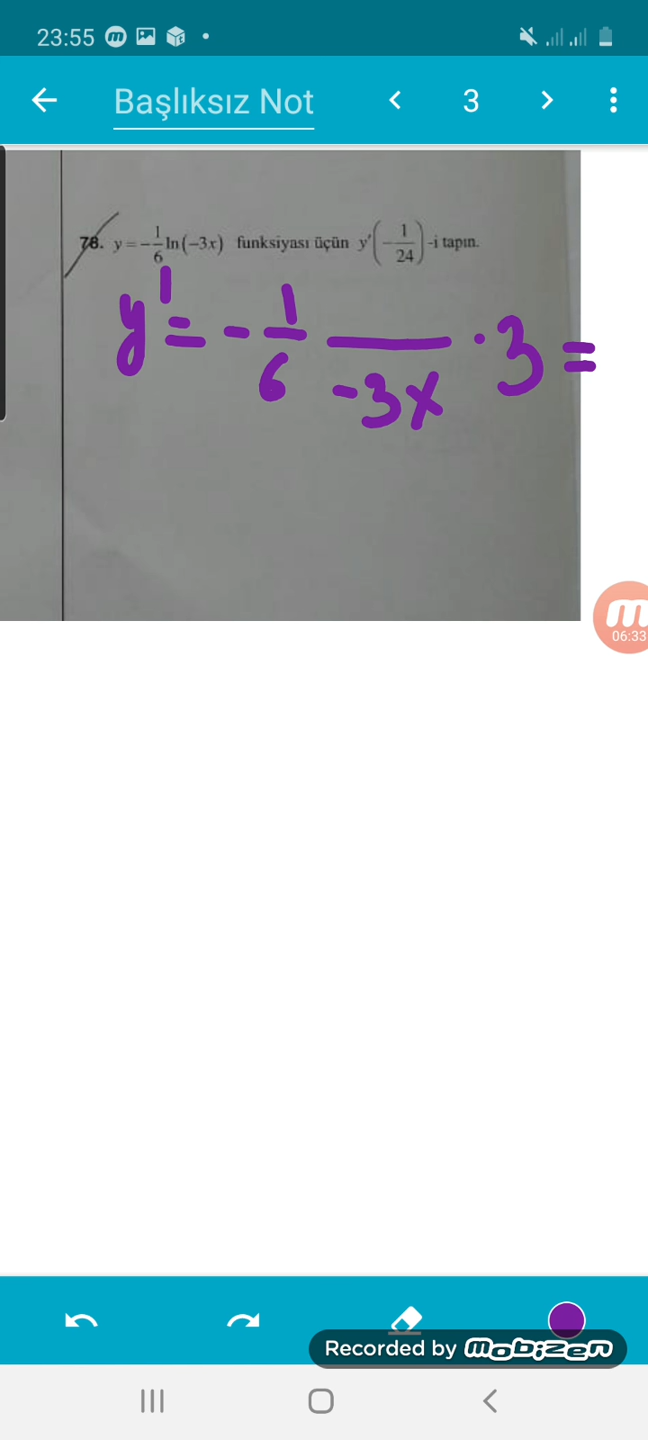 23:55
Başlıksız Not
3
78. y = -1/6 ln(-3x) funksiyası üçün y'(-1/24) -i tapın.
y' = - 1/6 —/-3x · 3 =
06:33
Recorded by mobizen